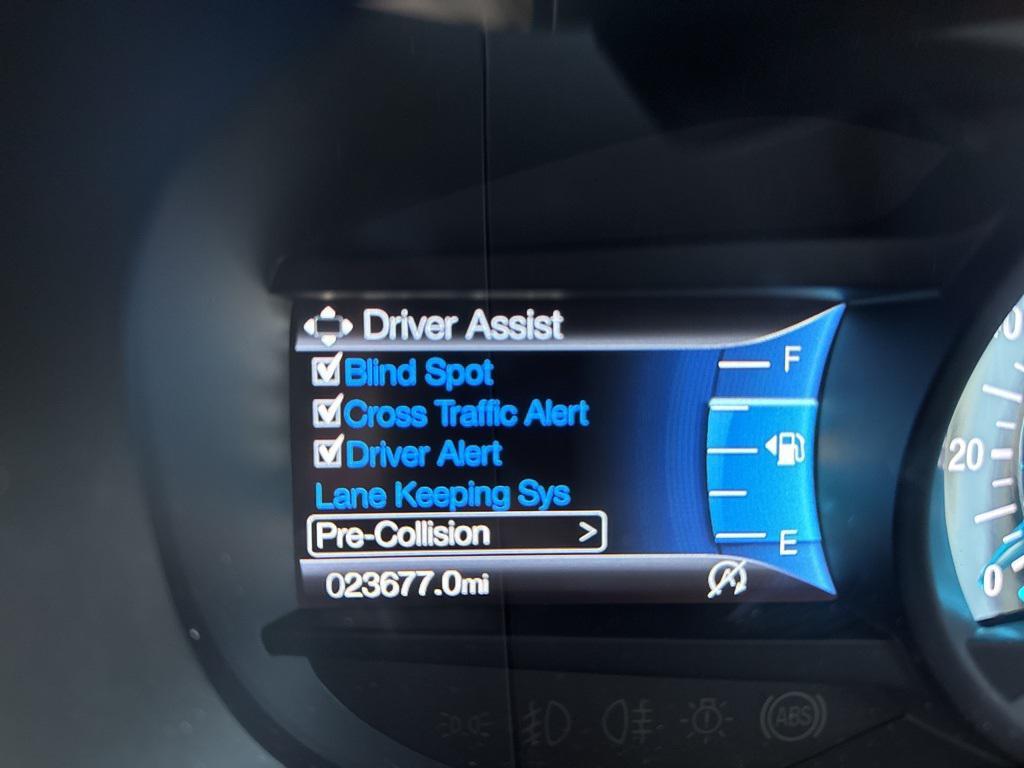 Driver Assist
Blind Spot
Cross Traffic Alert
Driver Alert
Lane Keeping Sys
Pre-Collision >
023677.0mi
F
E
20
0
ABS